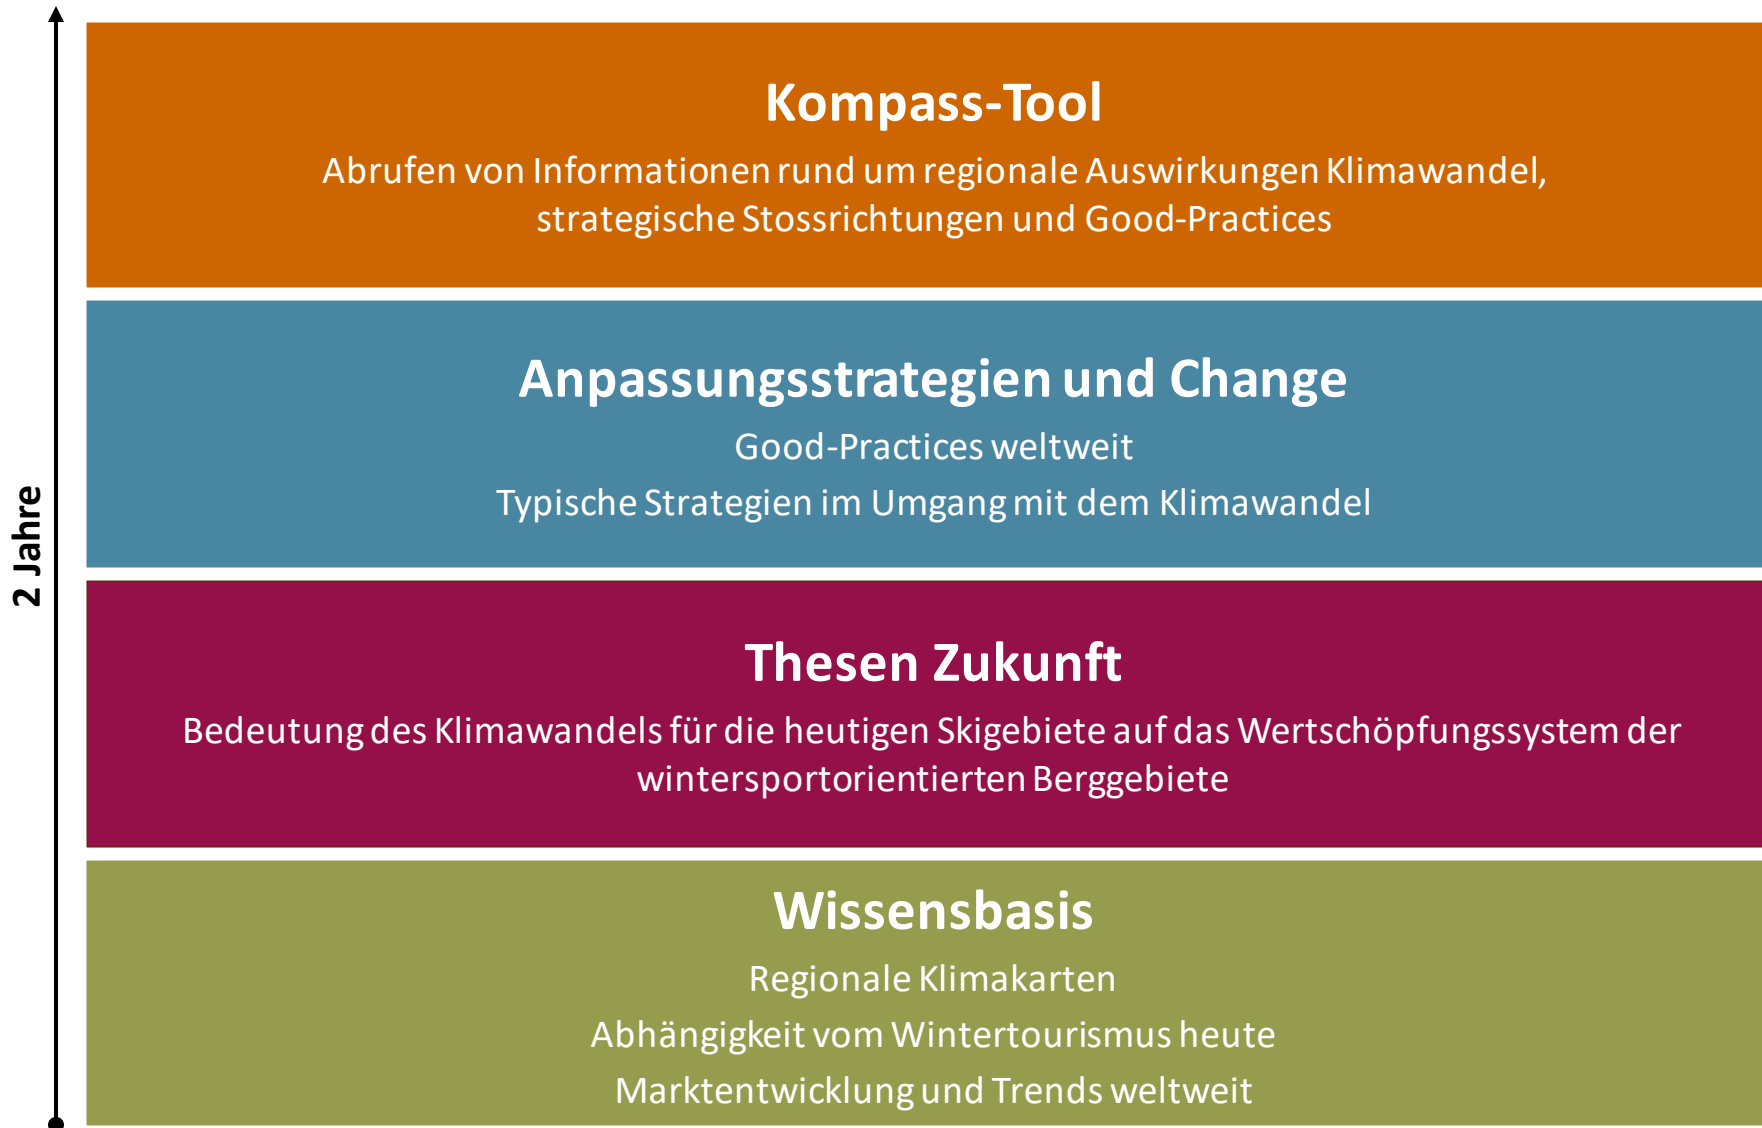 Kompass-Tool
Abrufen von Informationen rund um regionale Auswirkungen Klimawandel,
strategische Stossrichtungen und Good-Practices
Anpassungsstrategien und Change
Good-Practices weltweit
Typische Strategien im Umgang mit dem Klimawandel
2 Jahre
Thesen Zukunft
Bedeutung des Klimawandels für die heutigen Skigebiete auf das Wertschöpfungssystem der
wintersportorientierten Berggebiete
Wissensbasis
Regionale Klimakarten
Abhängigkeit vom Wintertourismus heute
Marktentwicklung und Trends weltweit